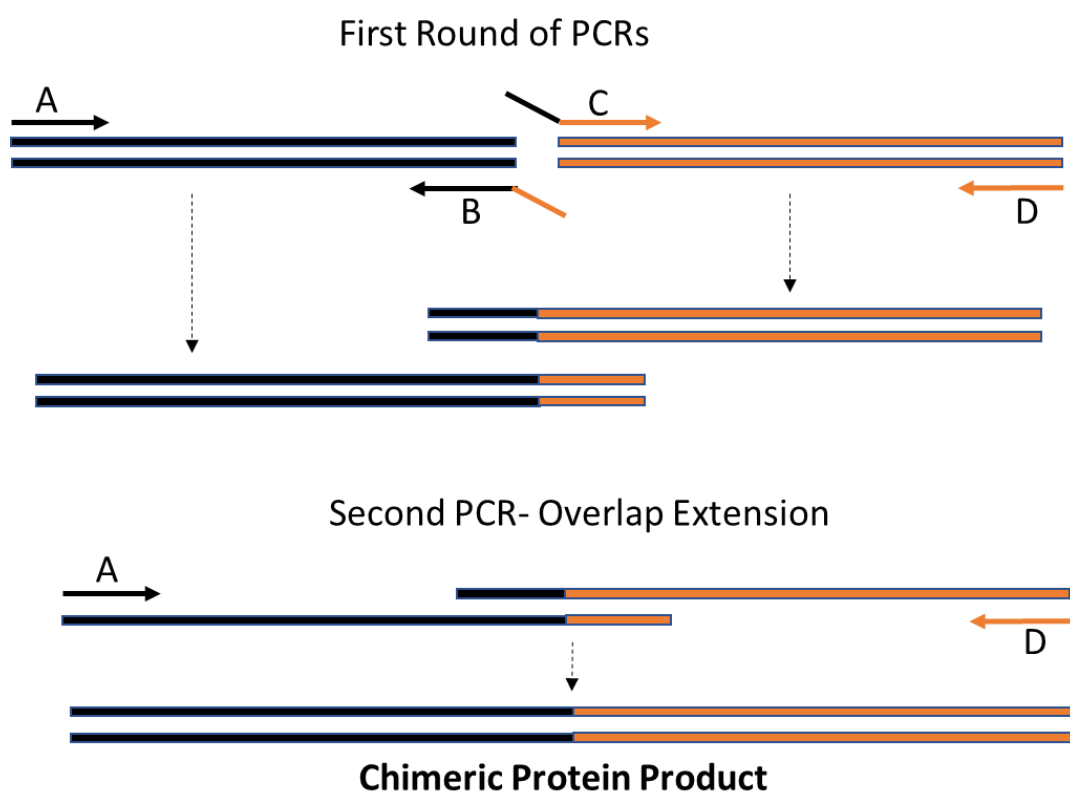 First Round of PCRs
A
C
B
D
Second PCR- Overlap Extension
A
D
Chimeric Protein Product